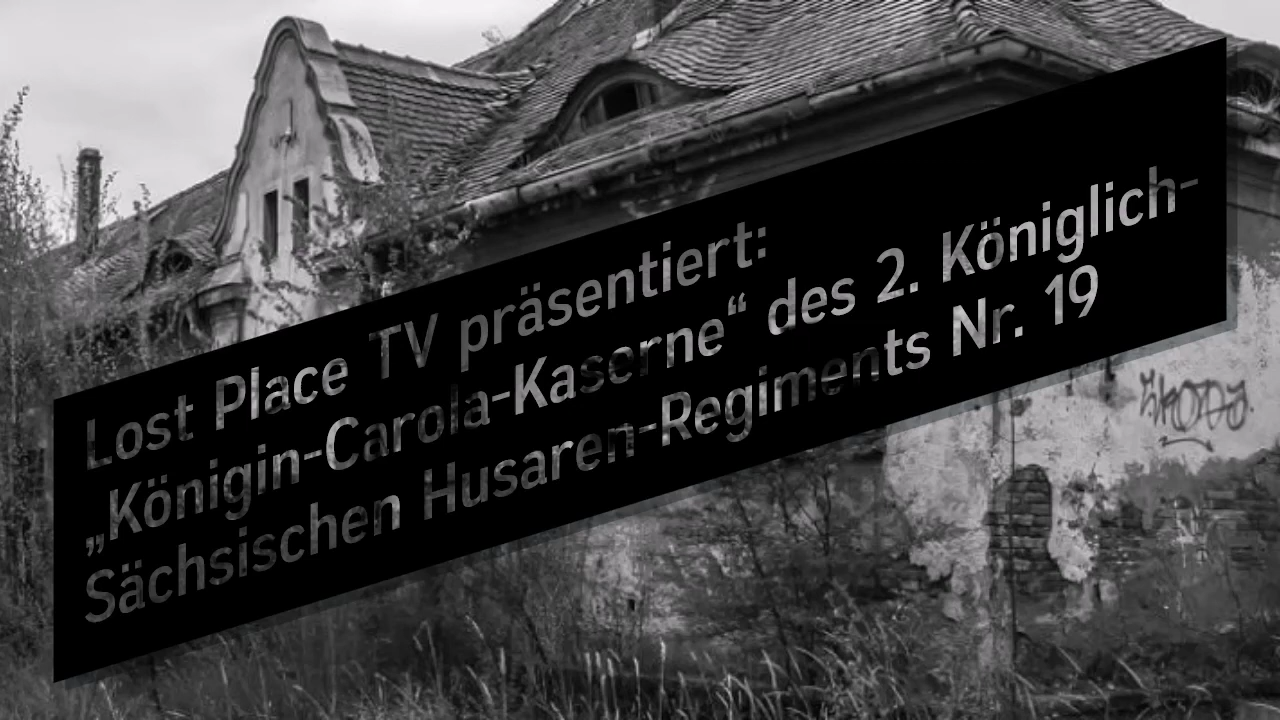 Lost Place TV präsentiert:
„Königin-Carola-Kaserne“ des 2. Königlich-
Sächsischen Husaren-Regiments Nr. 19